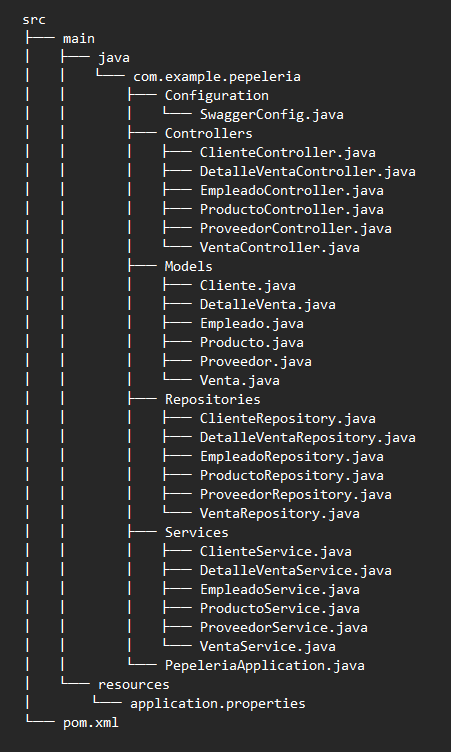 src
├── main
│   ├── java
│   │   └── com.example.pepeleria
│   │       ├── Configuration
│   │       │   └── SwaggerConfig.java
│   │       ├── Controllers
│   │       │   ├── ClienteController.java
│   │       │   ├── DetalleVentaController.java
│   │       │   ├── EmpleadoController.java
│   │       │   ├── ProductoController.java
│   │       │   ├── ProveedorController.java
│   │       │   └── VentaController.java
│   │       ├── Models
│   │       │   ├── Cliente.java
│   │       │   ├── DetalleVenta.java
│   │       │   ├── Empleado.java
│   │       │   ├── Producto.java
│   │       │   ├── Proveedor.java
│   │       │   └── Venta.java
│   │       ├── Repositories
│   │       │   ├── ClienteRepository.java
│   │       │   ├── DetalleVentaRepository.java
│   │       │   ├── EmpleadoRepository.java
│   │       │   ├── ProductoRepository.java
│   │       │   ├── ProveedorRepository.java
│   │       │   └── VentaRepository.java
│   │       ├── Services
│   │       │   ├── ClienteService.java
│   │       │   ├── DetalleVentaService.java
│   │       │   ├── EmpleadoService.java
│   │       │   ├── ProductoService.java
│   │       │   ├── ProveedorService.java
│   │       │   └── VentaService.java
│   │       └── PepeleriaApplication.java
│   └── resources
│       └── application.properties
└── pom.xml